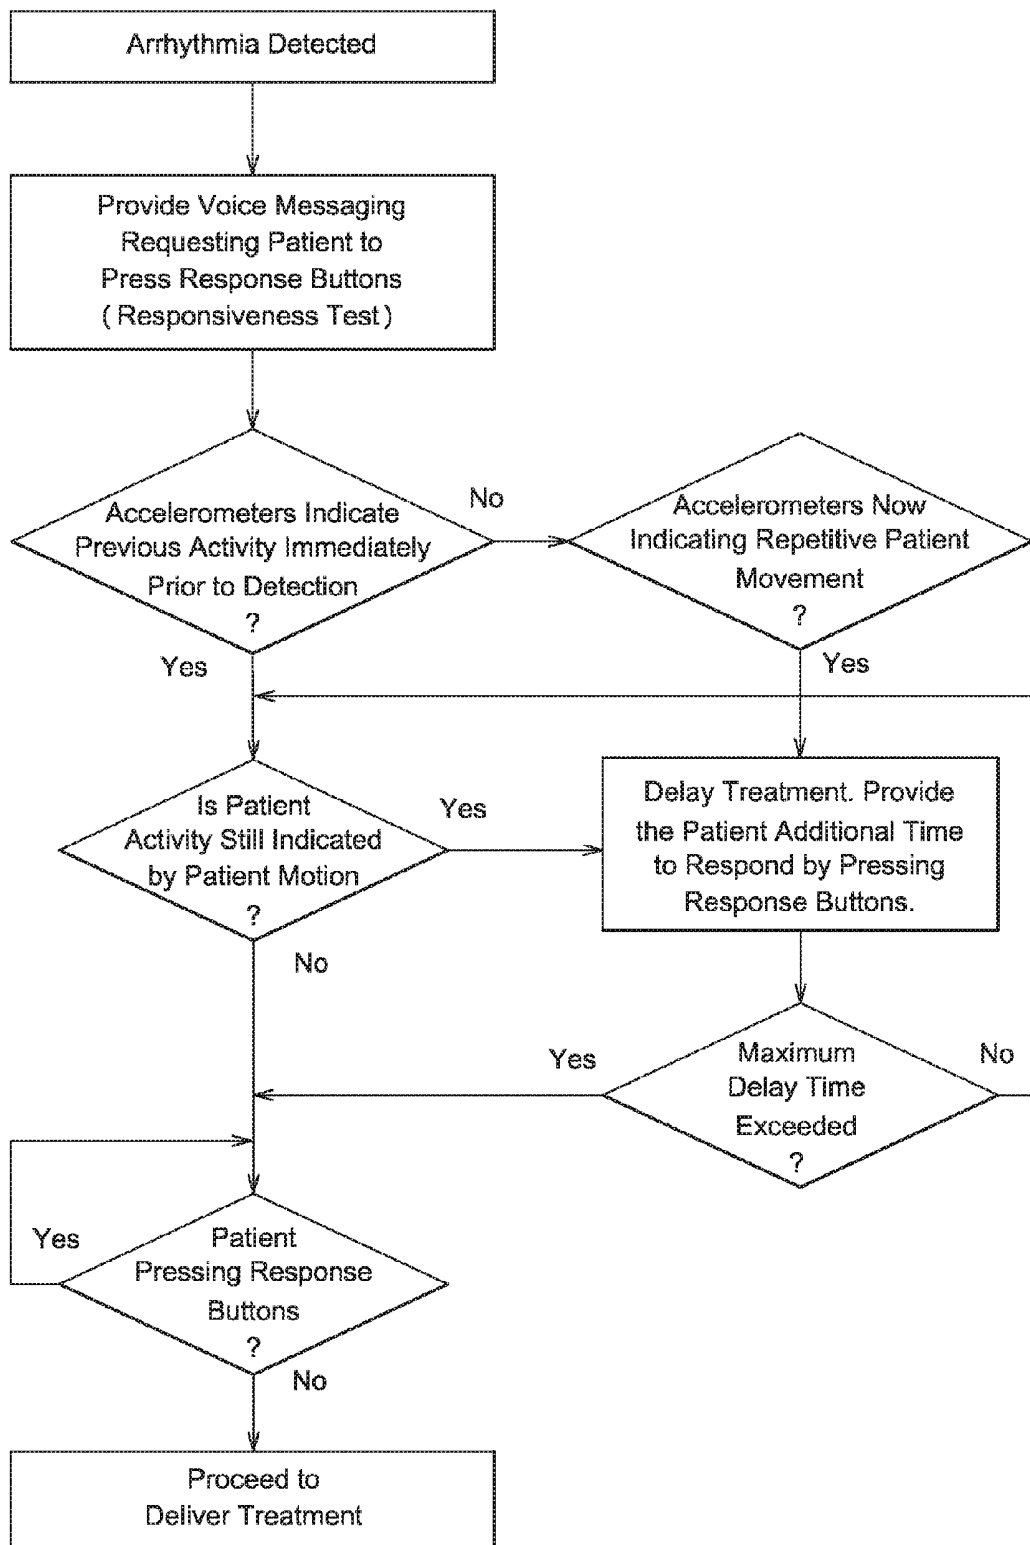 Arrhythmia Detected
Provide Voice Messaging
Requesting Patient to
Press Response Buttons
( Responsiveness Test )
Accelerometers Indicate
Previous Activity Immediately
Prior to Detection
?
No
Yes
Accelerometers Now
Indicating Repetitive Patient
Movement
?
Yes
Is Patient
Activity Still Indicated
by Patient Motion
?
Yes
No
Delay Treatment. Provide
the Patient Additional Time
to Respond by Pressing
Response Buttons.
Yes
Maximum
Delay Time
Exceeded
?
No
Yes
Patient
Pressing Response
Buttons
?
No
Proceed to
Deliver Treatment